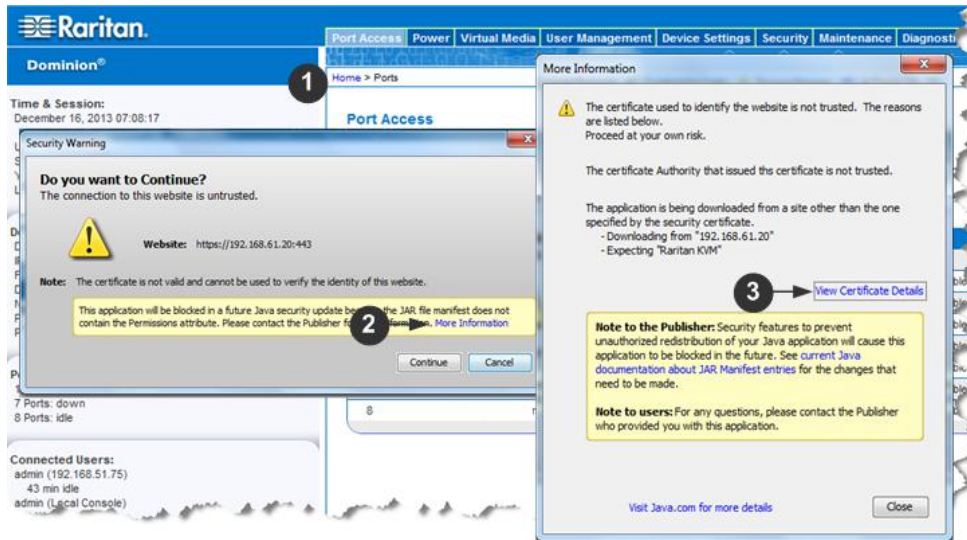 Raritan.
Port Access Power Virtual Media User Management Device Settings Security Maintenance
Dominion®
1
Home > Ports
Time & Session:
December 16, 2013 07:08:17
Port Access
Security Warning
Do you want to Continue?
The connection to this website is untrusted.
Website: https://192.168.61.20:443
Note: The certificate is not valid and cannot be used to verify the identity of this website.
This application will be blocked in a future Java security update the JAR file manifest does not
contain the Permissions attribute. Please contact the Publisher More Information
2
Continue Cancel
7 Ports: down
8 Ports: idle
8
Connected Users:
admin (192.168.51.75)
43 min idle
admin (Local Console)
More Information
The certificate used to identify the website is not trusted. The reasons
are listed below.
Proceed at your own risk.
The certificate Authority that issued ths certificate is not trusted.
The application is being downloaded from a site other than the one
specified by the security certificate.
- Downloading from "192.168.61.20"
- Expecting "Raritan KVM"
3
View Certificate Details
Note to the Publisher: Security features to prevent
unauthorized redistribution of your Java application will cause this
application to be blocked in the future. See current Java
documentation about JAR Manifest entries for the changes that
need to be made.
Note to users: For any questions, please contact the Publisher
who provided you with this application.
Visit Java.com for more details
Close